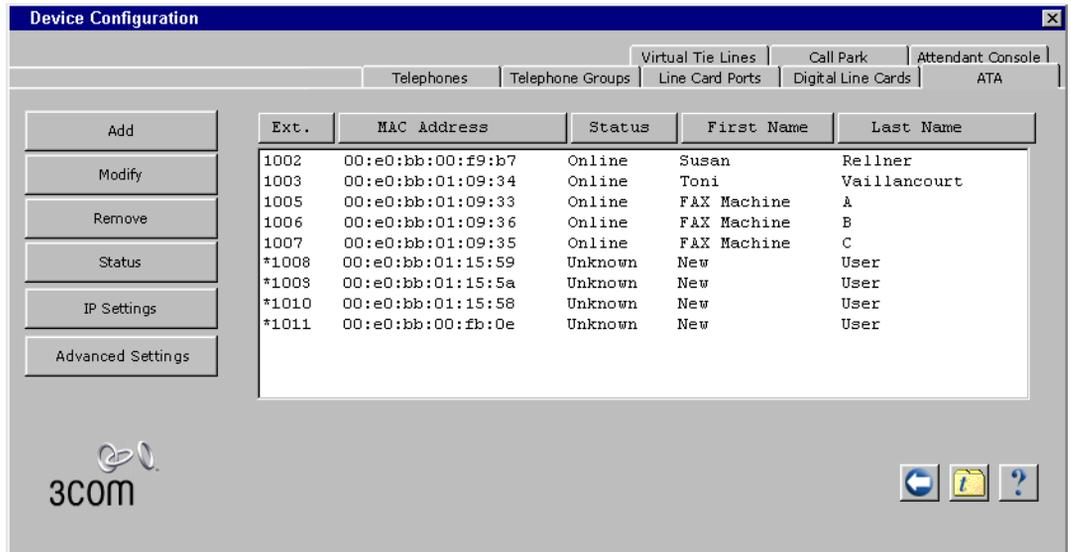 Device Configuration
Virtual Tie Lines Call Park Attendant Console
Telephones Telephone Groups Line Card Ports Digital Line Cards ATA
Add
Modify
Remove
Status
IP Settings
Advanced Settings
Ext. MAC Address Status First Name Last Name
1002 00:e0:bb:00:f9:b7 Online Susan Rellner
1003 00:e0:bb:01:09:34 Online Toni Vaillancourt
1005 00:e0:bb:01:09:33 Online FAX Machine A
1006 00:e0:bb:01:09:36 Online FAX Machine B
1007 00:e0:bb:01:09:35 Online FAX Machine C
*1008 00:e0:bb:01:15:59 Unknown New User
*1009 00:e0:bb:01:15:5a Unknown New User
*1010 00:e0:bb:01:15:58 Unknown New User
*1011 00:e0:bb:00:fb:0e Unknown New User
3COM
t ?